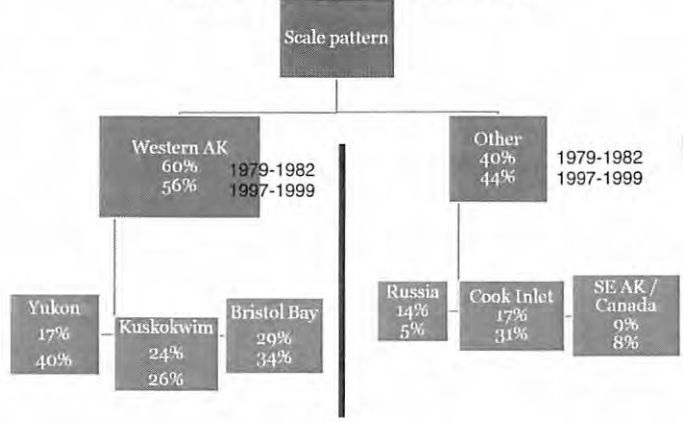 Scale pattern
Western AK
60% 1979-1982
56% 1997-1999
Other
40% 1979-1982
44% 1997-1999
Yukon
17%
40%
Kuskokwim
24%
26%
Bristol Bay
29%
34%
Russia
14%
5%
Cook Inlet
17%
31%
SE AK /
Canada
9%
8%